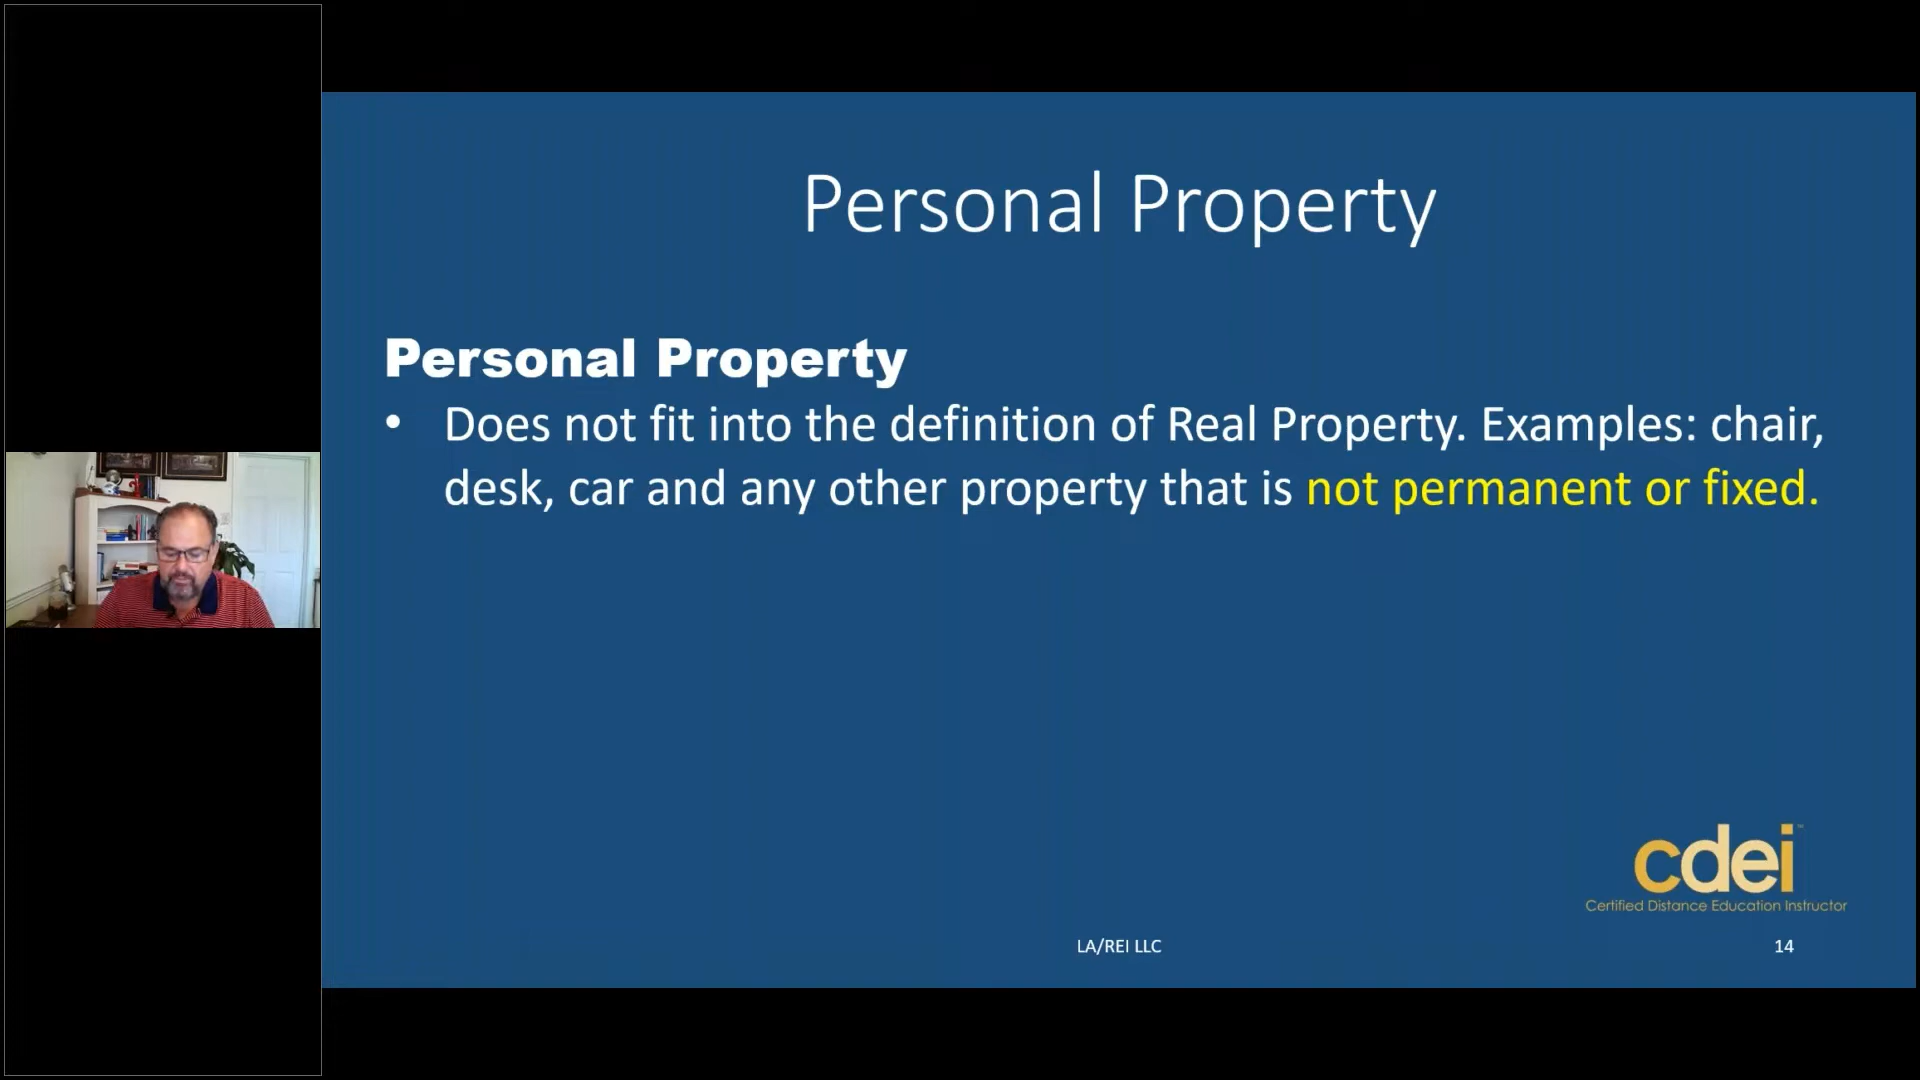 Personal Property
Personal Property
• Does not fit into the definition of Real Property. Examples: chair,
desk, car and any other property that is not permanent or fixed.
cdei™
Certified Distance Education Instructor
LA/REI LLC
14